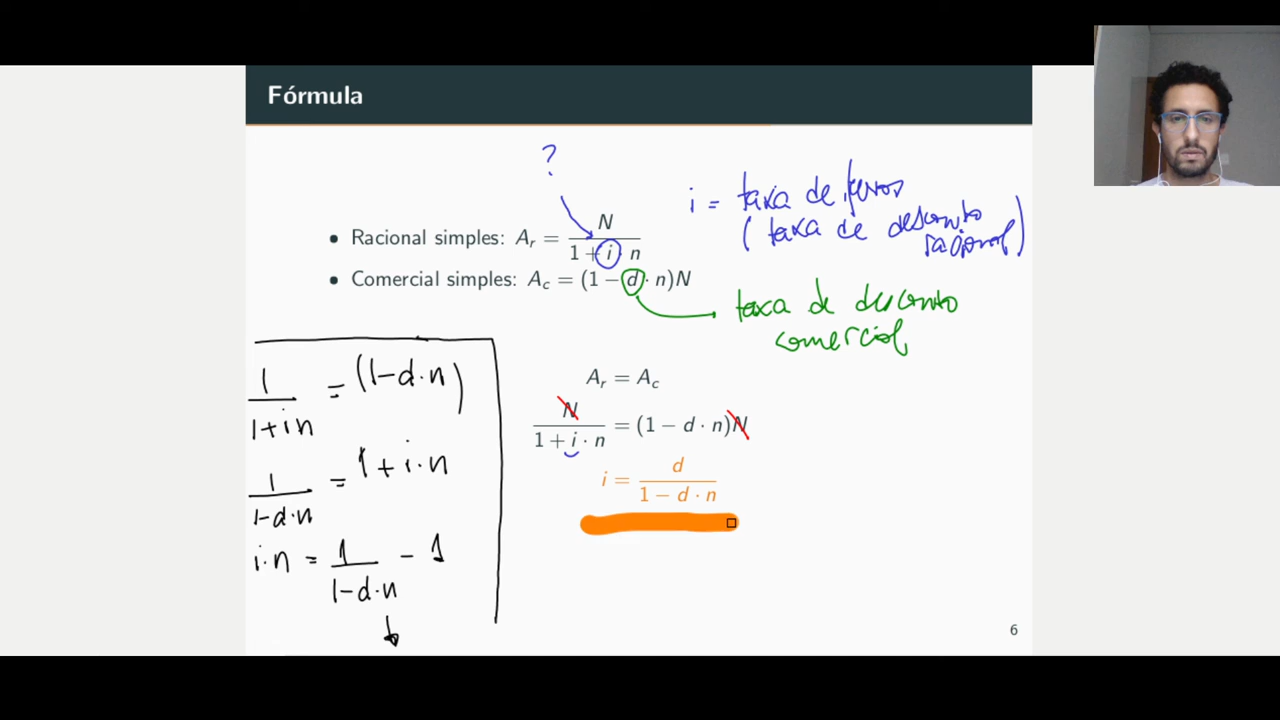 Fórmula
?
i = taxa de juros
( taxa de desconto
racional )
• Racional simples: A_r = N / (1 + i · n)
• Comercial simples: A_c = (1 − d · n)N
taxa de desconto
comercial
1 / (1+in) = (1-d·n)
1 / (1-d·n) = 1+i·n
i·n = 1 / (1-d·n) - 1
A_r = A_c
N / (1 + i · n) = (1 − d · n)N
i = d / (1 − d · n)
6